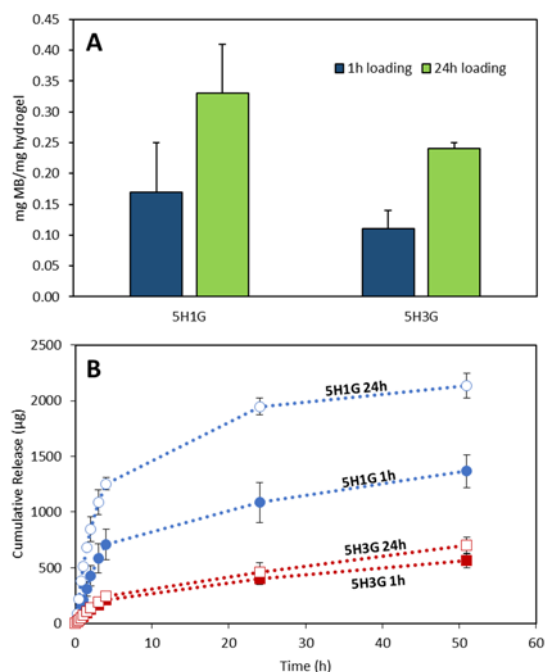 A
0.45
0.40
0.35
0.30
0.25
0.20
0.15
0.10
0.05
0.00
mg MB/mg hydrogel
1h loading
24h loading
5H1G
5H3G
B
2500
2000
1500
1000
500
0
Cumulative Release (µg)
5H1G 24h
5H1G 1h
5H3G 24h
5H3G 1h
0
10
20
30
40
50
60
Time (h)